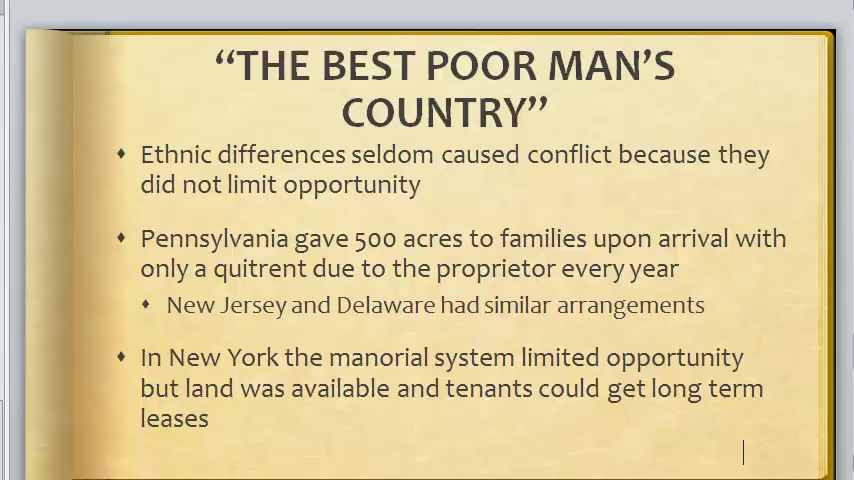 “THE BEST POOR MAN’S
COUNTRY”
Ethnic differences seldom caused conflict because they
did not limit opportunity
Pennsylvania gave 500 acres to families upon arrival with
only a quitrent due to the proprietor every year
New Jersey and Delaware had similar arrangements
In New York the manorial system limited opportunity
but land was available and tenants could get long term
leases